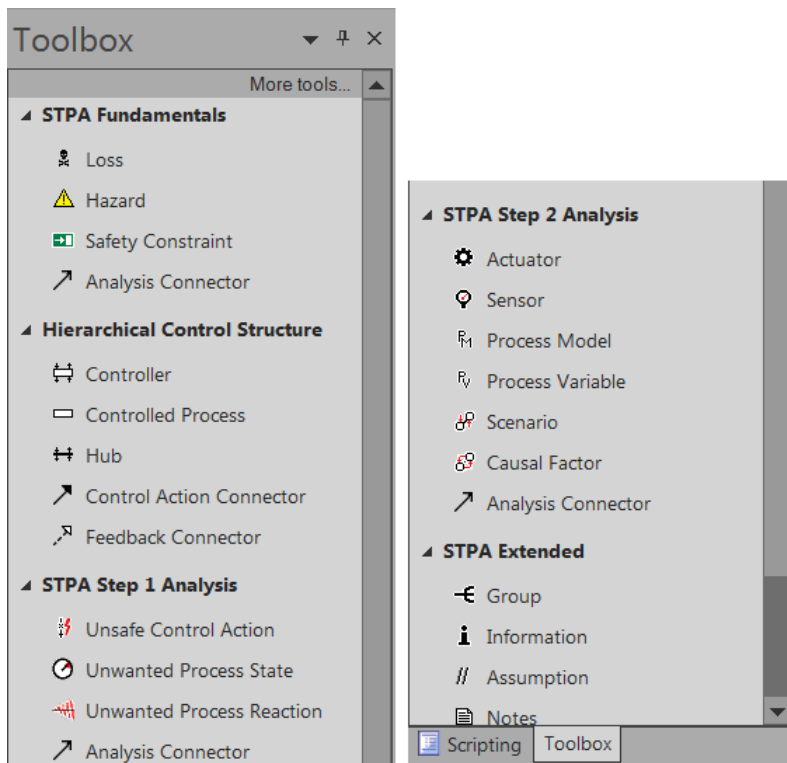 Toolbox
More tools...
STPA Fundamentals
Loss
Hazard
Safety Constraint
Analysis Connector
Hierarchical Control Structure
Controller
Controlled Process
Hub
Control Action Connector
Feedback Connector
STPA Step 1 Analysis
Unsafe Control Action
Unwanted Process State
Unwanted Process Reaction
Analysis Connector
STPA Step 2 Analysis
Actuator
Sensor
Process Model
Process Variable
Scenario
Causal Factor
Analysis Connector
STPA Extended
Group
Information
Assumption
Notes
Scripting Toolbox